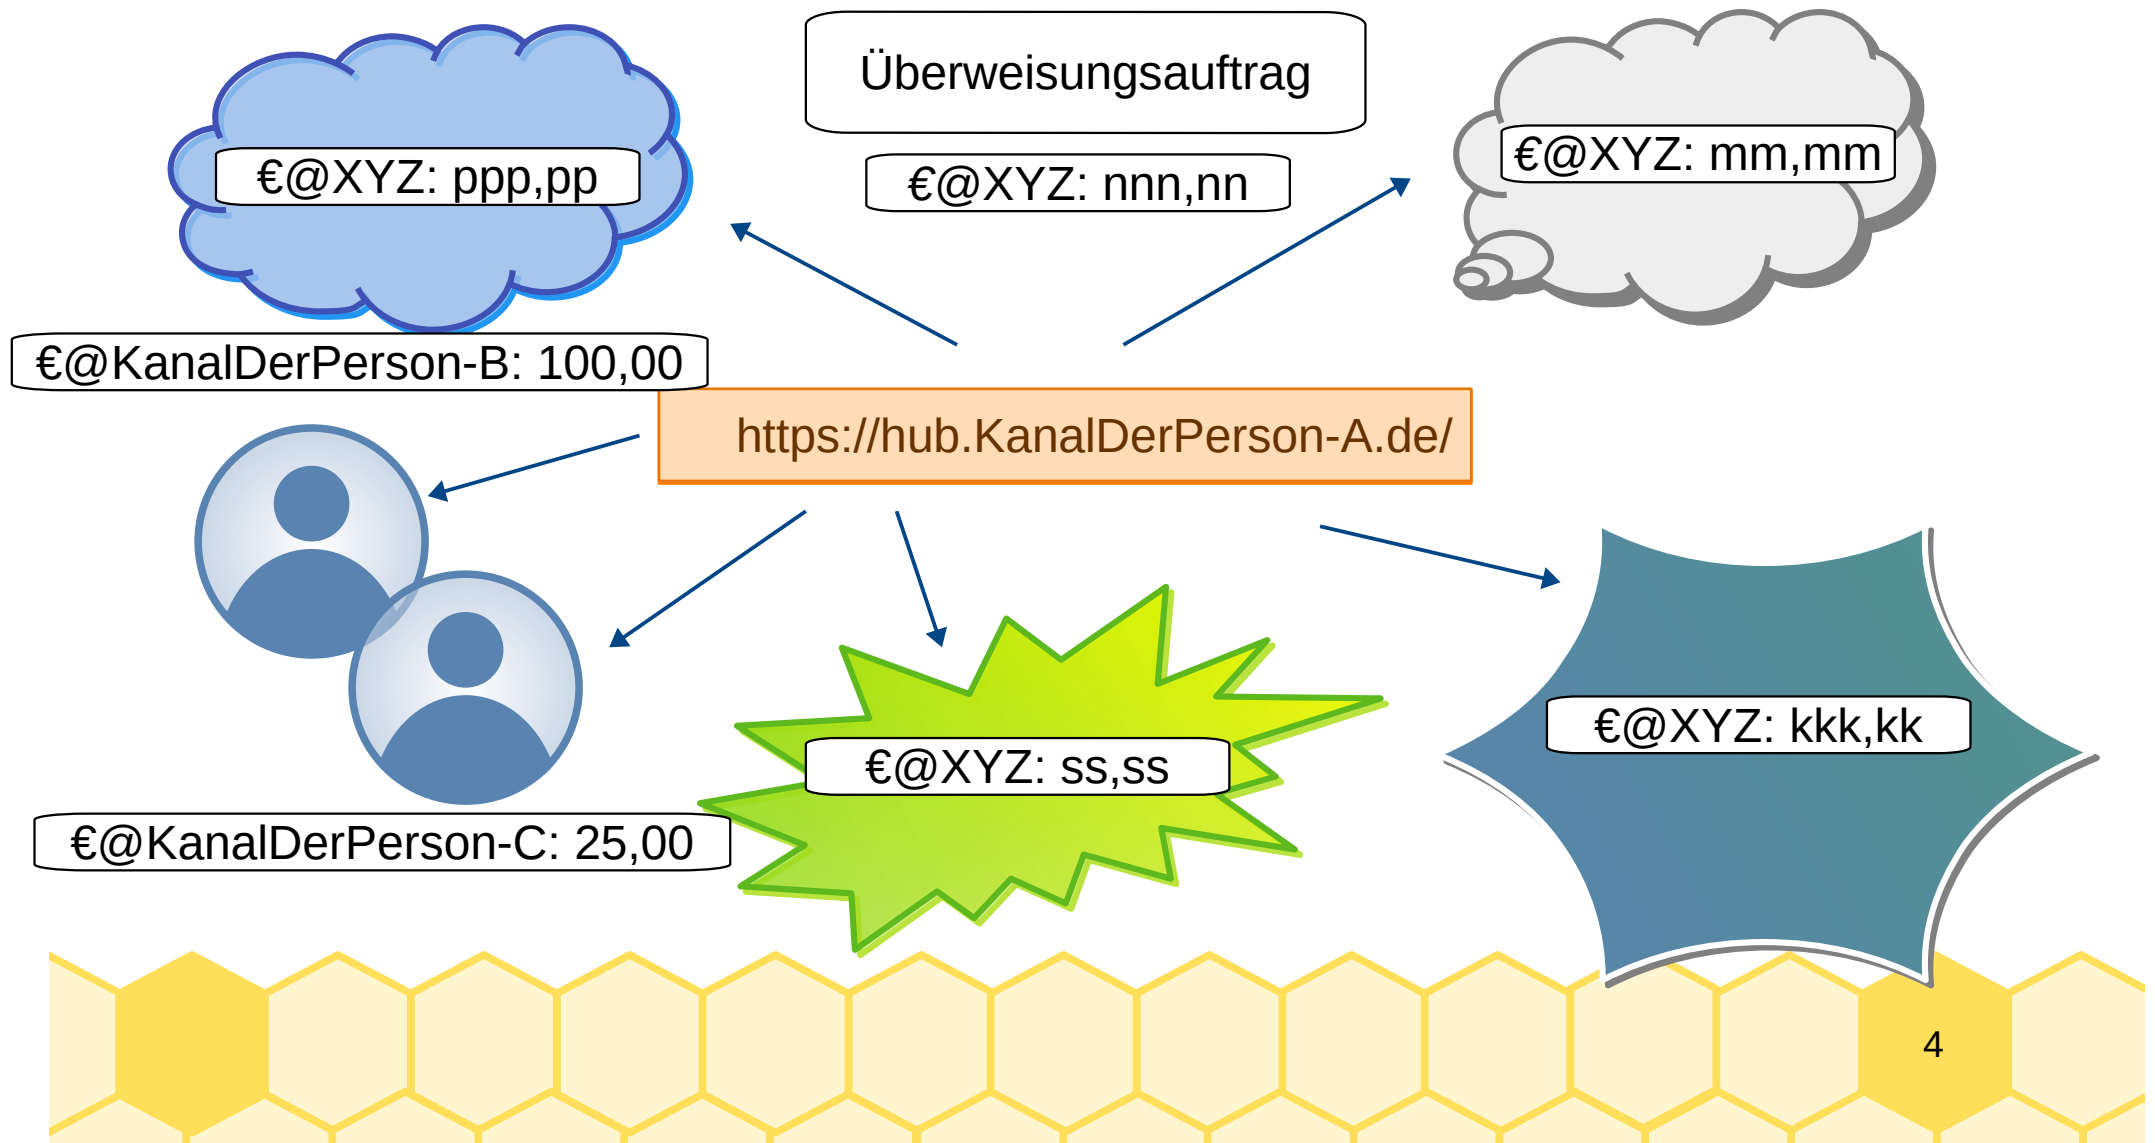 Überweisungsauftrag
€@XYZ: ppp,pp
€@XYZ: nnn,nn
€@XYZ: mm,mm
€@KanalDerPerson-B: 100,00
https://hub.KanalDerPerson-A.de/
€@XYZ: ss,ss
€@XYZ: kkk,kk
€@KanalDerPerson-C: 25,00
4